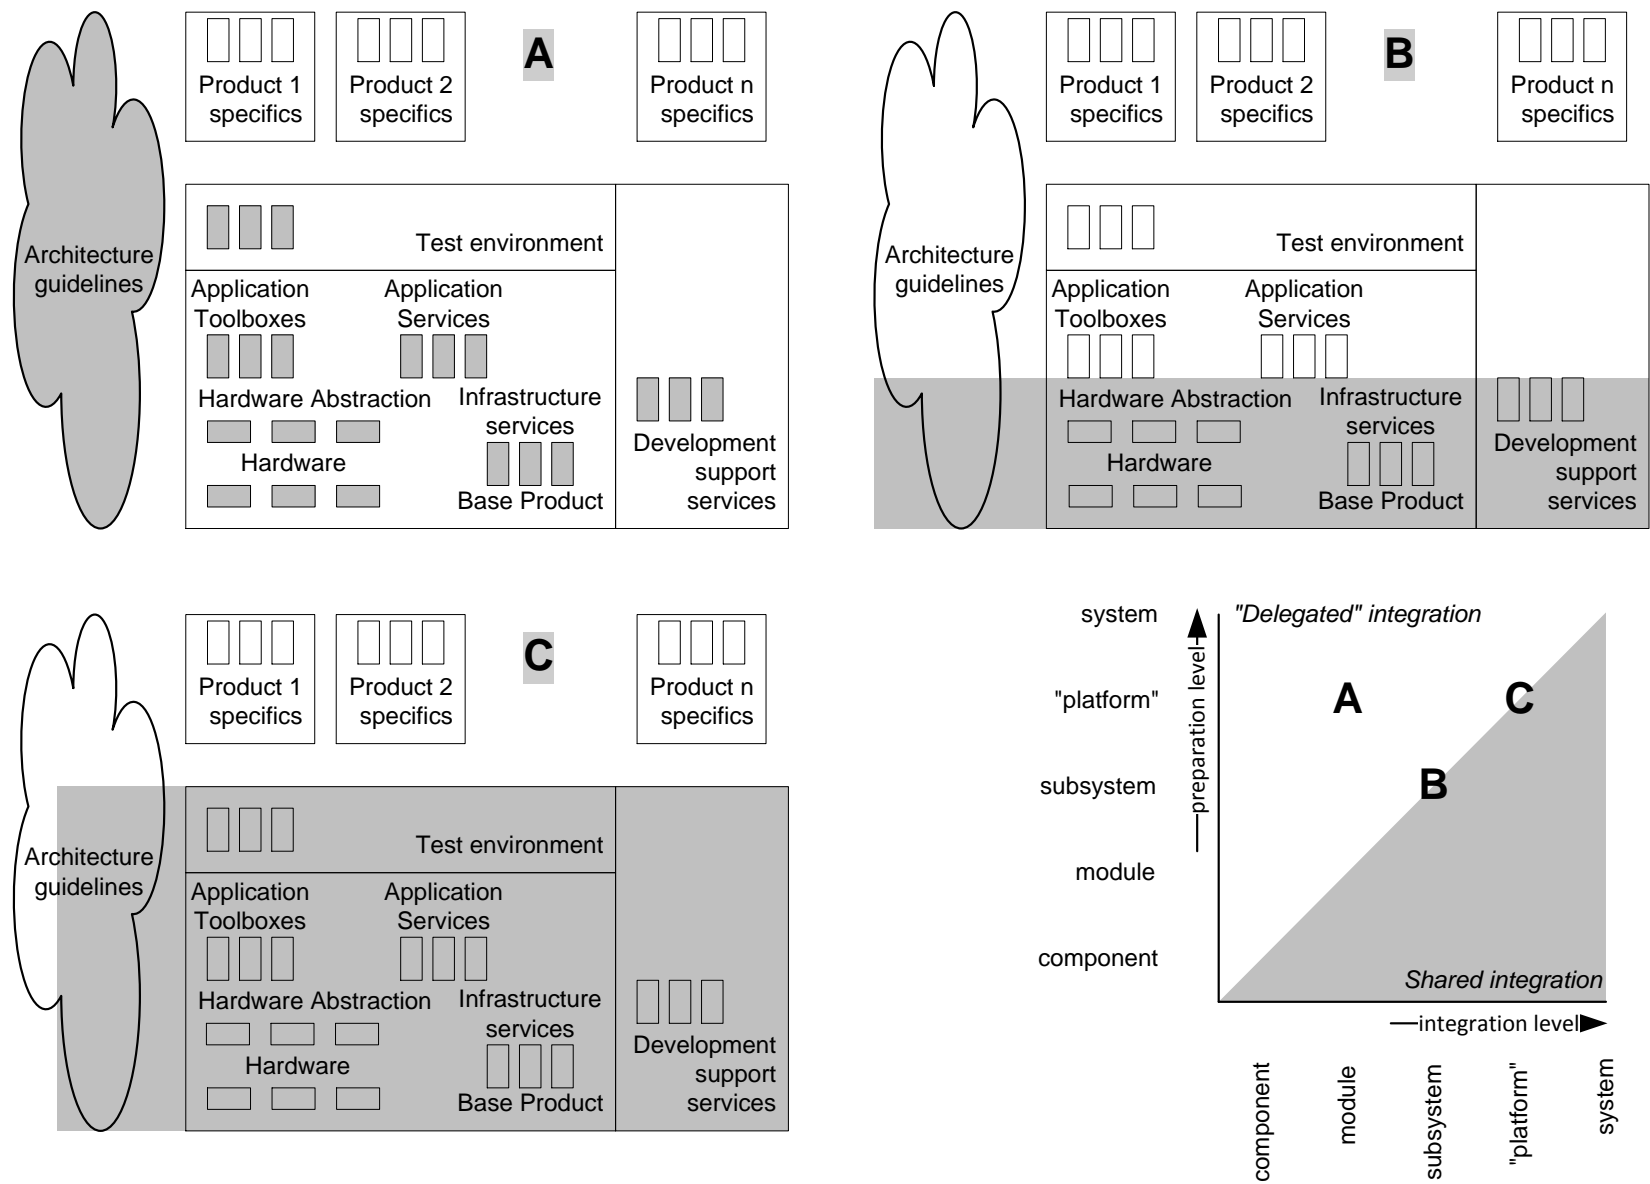 A
Product 1
specifics
Product 2
specifics
Product n
specifics
Architecture
guidelines
Test environment
Application
Toolboxes
Application
Services
Hardware Abstraction
Infrastructure
services
Hardware
Base Product
Development
support
services
B
Product 1
specifics
Product 2
specifics
Product n
specifics
Architecture
guidelines
Test environment
Application
Toolboxes
Application
Services
Hardware Abstraction
Infrastructure
services
Hardware
Base Product
Development
support
services
C
Product 1
specifics
Product 2
specifics
Product n
specifics
Architecture
guidelines
Test environment
Application
Toolboxes
Application
Services
Hardware Abstraction
Infrastructure
services
Hardware
Base Product
Development
support
services
system
"platform"
subsystem
module
component
preparation level
"Delegated" integration
A
C
B
Shared integration
integration level
component
module
subsystem
"platform"
system